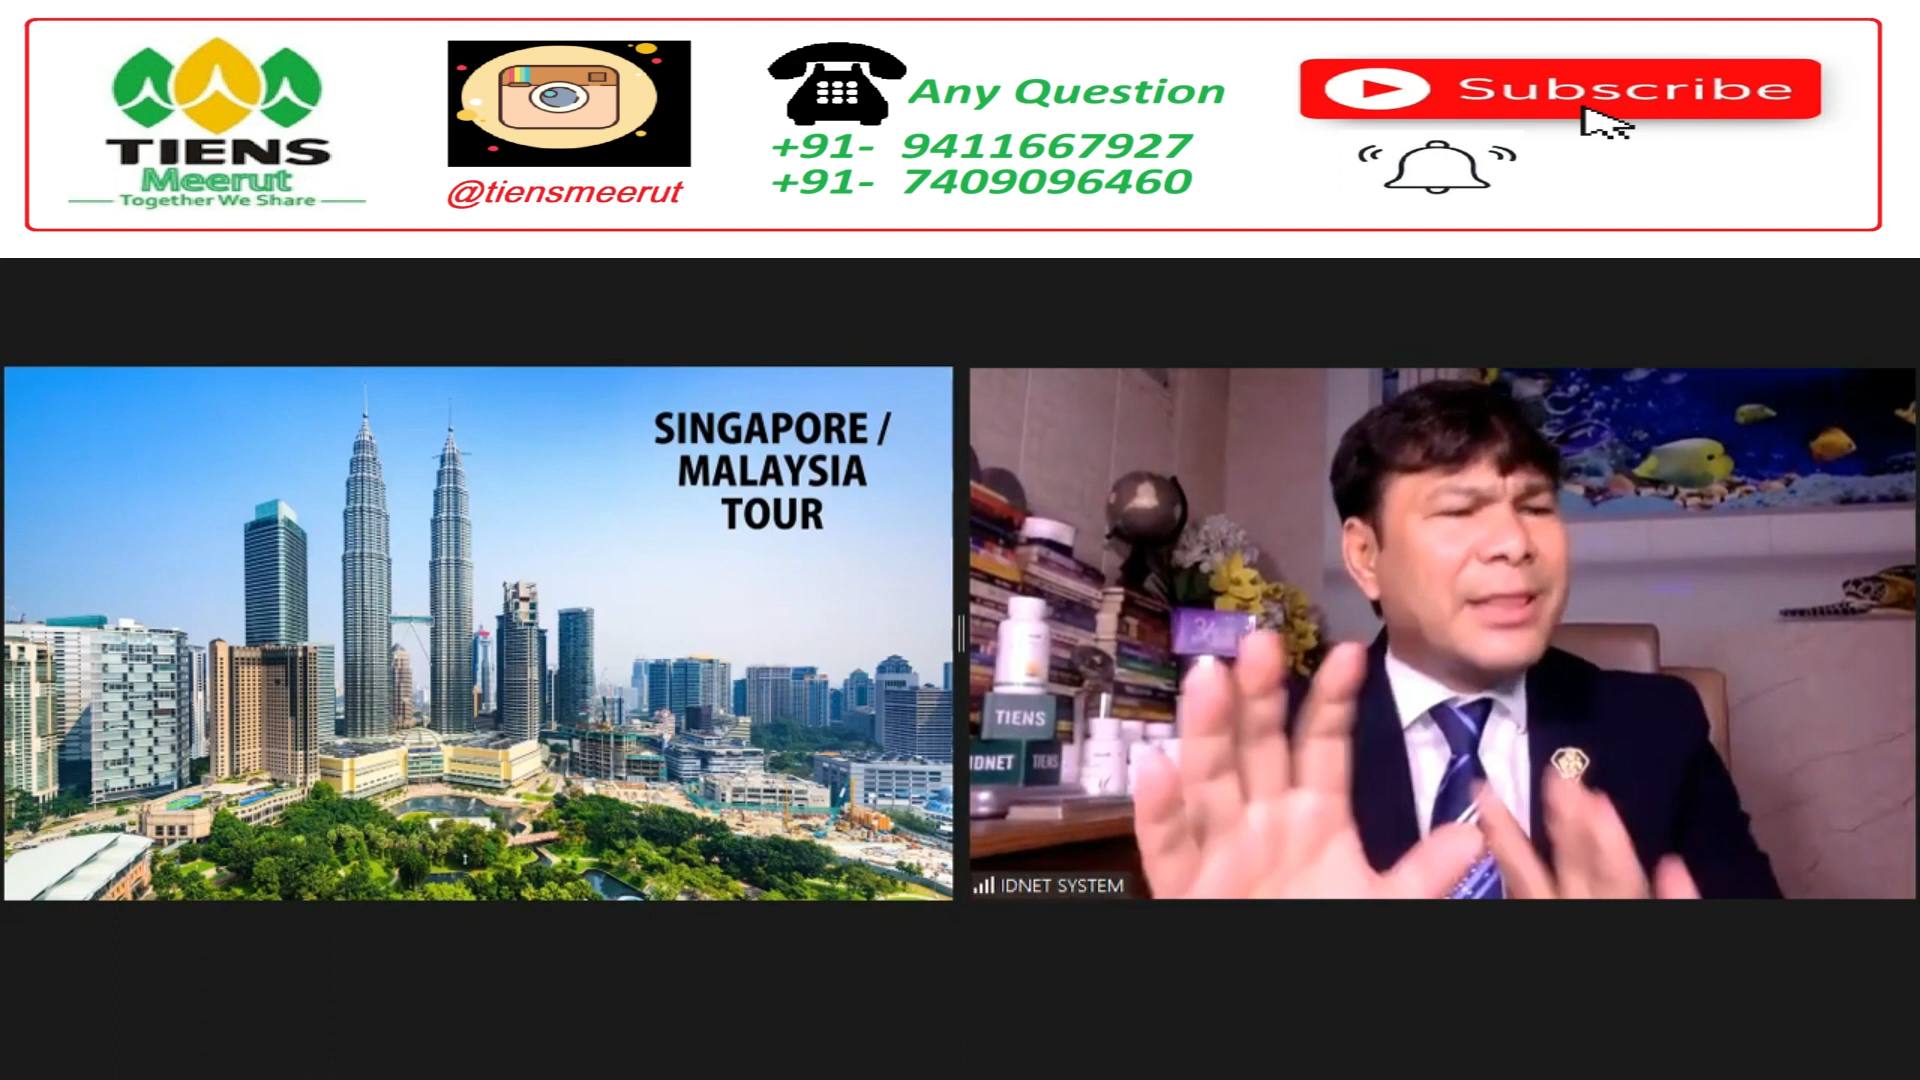 TIENS
Meerut
Together We Share
@tiensmeerut
Any Question
+91- 9411667927
+91- 7409096460
Subscribe
SINGAPORE /
MALAYSIA
TOUR
TIENS
IDNET
TIENS
IDNET SYSTEM